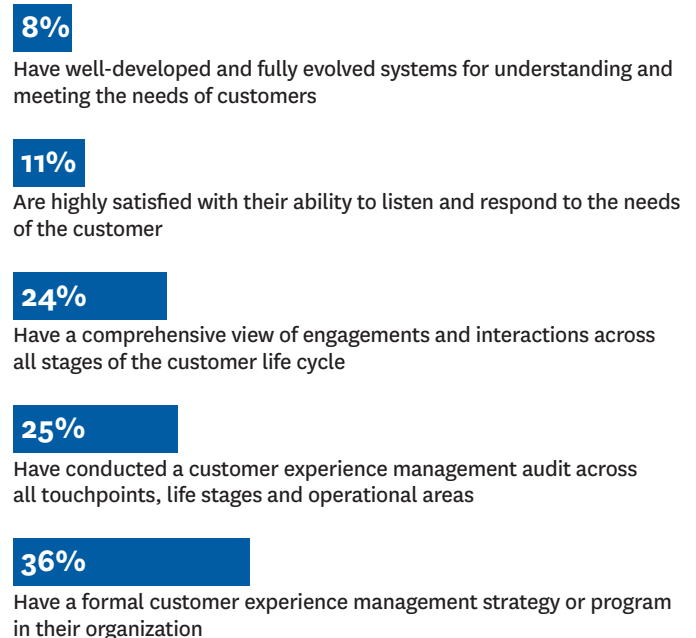 8%
Have well-developed and fully evolved systems for understanding and
meeting the needs of customers
11%
Are highly satisfied with their ability to listen and respond to the needs
of the customer
24%
Have a comprehensive view of engagements and interactions across
all stages of the customer life cycle
25%
Have conducted a customer experience management audit across
all touchpoints, life stages and operational areas
36%
Have a formal customer experience management strategy or program
in their organization